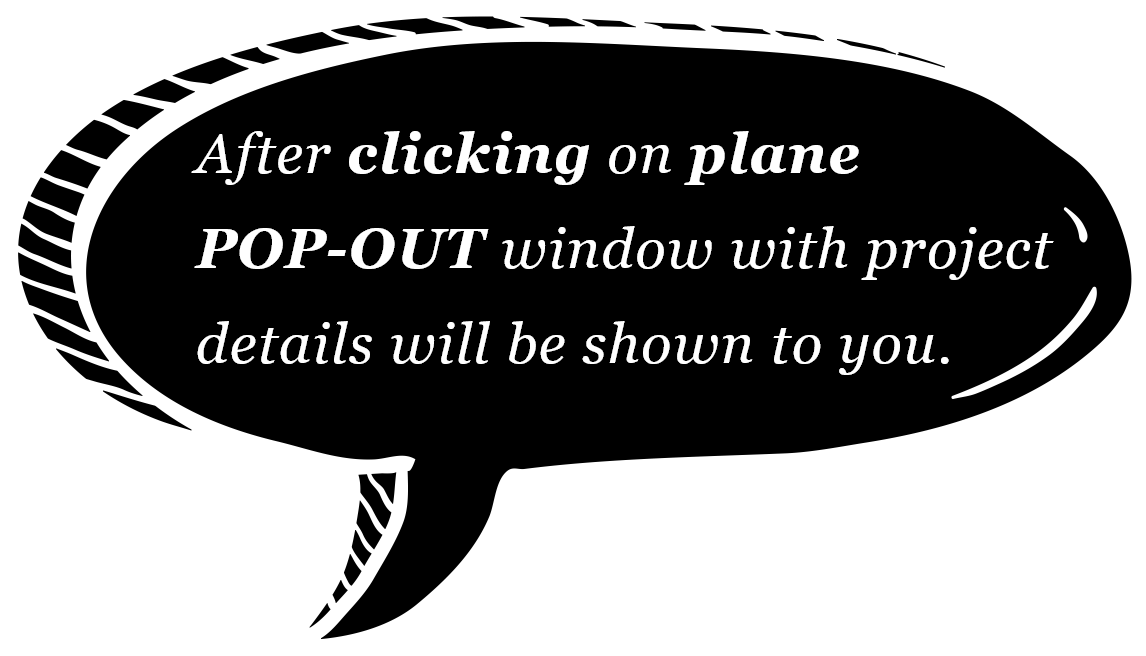 After clicking on plane
POP-OUT window with project
details will be shown to you.